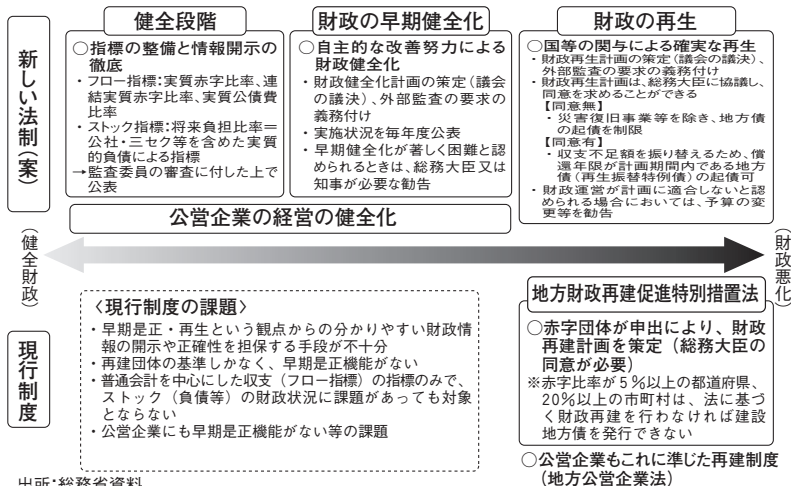 新しい法制（案）
健全段階
○指標の整備と情報開示の
徹底
・フロー指標：実質赤字比率、連
結実質赤字比率、実質公債費
比率
・ストック指標：将来負担比率＝
公社・三セク等を含めた実質
的負債による指標
→監査委員の審査に付した上で
公表
財政の早期健全化
○自主的な改善努力による
財政健全化
・財政健全化計画の策定（議会
の議決）、外部監査の要求の
義務付け
・実施状況を毎年度公表
・早期健全化が著しく困難と認
められるときは、総務大臣又は
知事が必要な勧告
公営企業の経営の健全化
財政の再生
○国等の関与による確実な再生
・財政再生計画の策定（議会の議決）、
外部監査の要求の義務付け
・財政再生計画は、総務大臣に協議し、
同意を求めることができる
【同意無】
・災害復旧事業等を除き、地方債
の起債を制限
【同意有】
・収支不足額を振り替えるため、償
還年限が計画期間内である地方
債（再生振替特例債）の起債可
・財政運営が計画に適合しないと認
められる場合においては、予算の変
更等を勧告
（健全財政）
（財政悪化）
現行制度
〈現行制度の課題〉
・早期是正・再生という観点からの分かりやすい財政情
報の開示や正確性を担保する手段が不十分
・再建団体の基準しかなく、早期是正機能がない
・普通会計を中心にした収支（フロー指標）の指標のみで、
ストック（負債等）の財政状況に課題があっても対象
とならない
・公営企業にも早期是正機能がない等の課題
地方財政再建促進特別措置法
○赤字団体が申出により、財政
再建計画を策定（総務大臣の
同意が必要）
※赤字比率が５％以上の都道府県、
20％以上の市町村は、法に基づ
く財政再建を行わなければ建設
地方債を発行できない
○公営企業もこれに準じた再建制度
（地方公営企業法）
出所：総務省資料